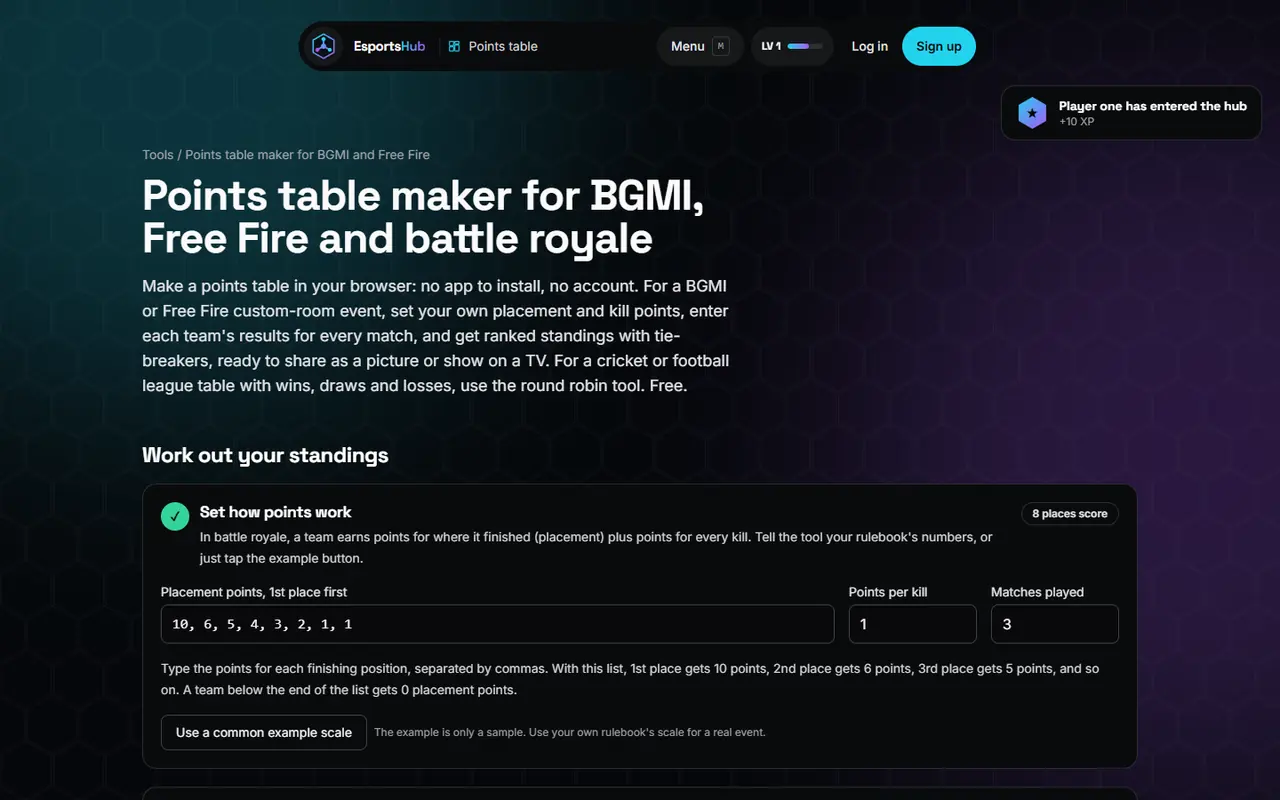 EsportsHub
Points table
Menu M
LV 1
Log in
Sign up
Player one has entered the hub
+10 XP
Tools / Points table maker for BGMI and Free Fire
Points table maker for BGMI,
Free Fire and battle royale
Make a points table in your browser: no app to install, no account. For a BGMI
or Free Fire custom-room event, set your own placement and kill points, enter
each team's results for every match, and get ranked standings with tie-
breakers, ready to share as a picture or show on a TV. For a cricket or football
league table with wins, draws and losses, use the round robin tool. Free.
Work out your standings
Set how points work
8 places score
In battle royale, a team earns points for where it finished (placement) plus points for every kill. Tell the tool your rulebook's numbers, or
just tap the example button.
Placement points, 1st place first
Points per kill
Matches played
10, 6, 5, 4, 3, 2, 1, 1
1
3
Type the points for each finishing position, separated by commas. With this list, 1st place gets 10 points, 2nd place gets 6 points, 3rd place gets 5 points, and so
on. A team below the end of the list gets 0 placement points.
Use a common example scale
The example is only a sample. Use your own rulebook's scale for a real event.